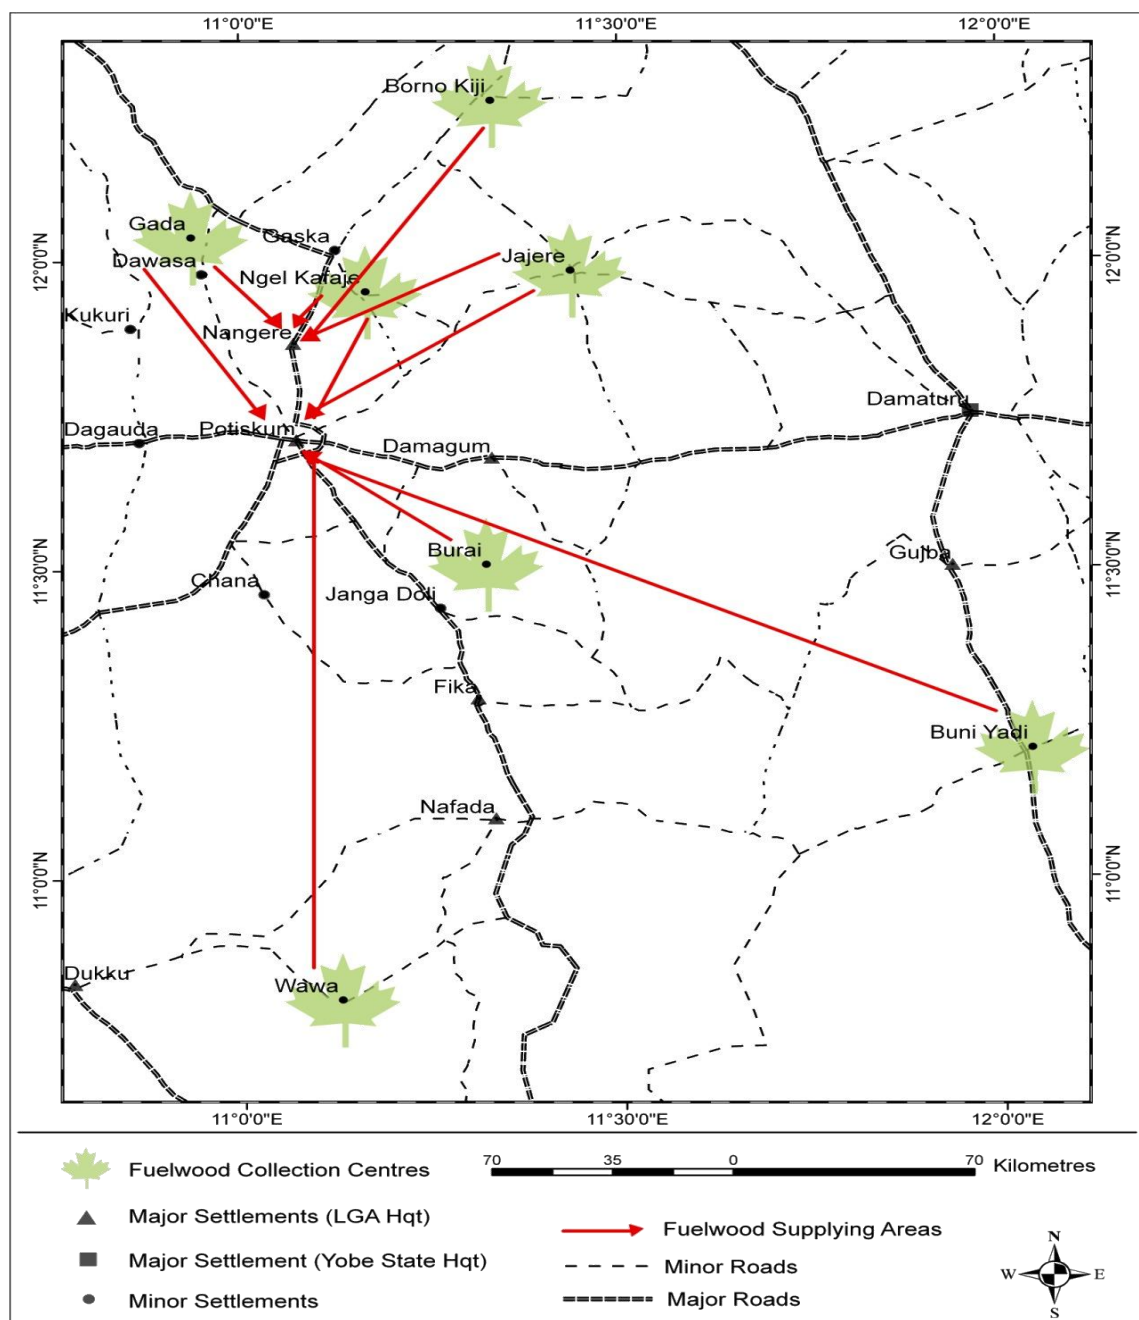 11°0'0"E 11°30'0"E 12°0'0"E
Borno Kiji
Gada
Gaska
Dawasa
Ngel Kafaje
Jajere
12°0'0"N 12°0'0"N
Kukuri
Nangere
Damaturu
Dagauda
Potiskum
Damagum
Burai
Gujba
11°30'0"N 11°30'0"N
Chana
Janga Doli
Fika
Buni Yadi
Nafada
11°0'0"N 11°0'0"N
Dukku
Wawa
11°0'0"E 11°30'0"E 12°0'0"E
Fuelwood Collection Centres
70 35 0 70 Kilometres
Major Settlements (LGA Hqt)
Fuelwood Supplying Areas
Major Settlement (Yobe State Hqt)
Minor Roads
Minor Settlements
Major Roads
N
W E
S